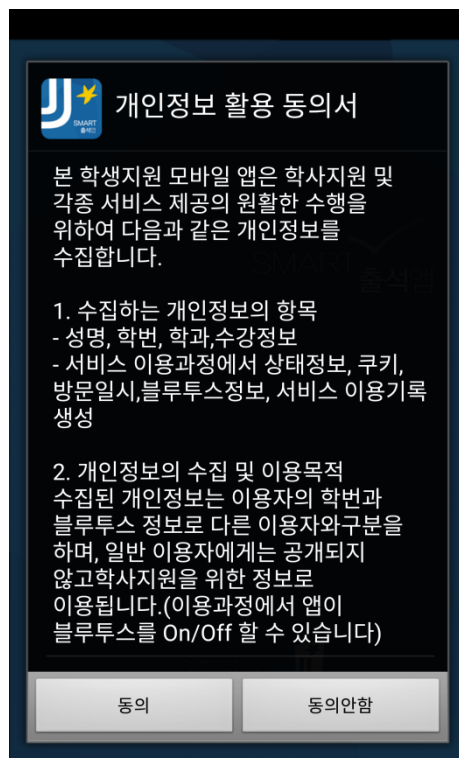 SMART
출석앱
개인정보 활용 동의서
본 학생지원 모바일 앱은 학사지원 및
각종 서비스 제공의 원활한 수행을
위하여 다음과 같은 개인정보를
수집합니다.
SMART
출석앱
1. 수집하는 개인정보의 항목
- 성명, 학번, 학과,수강정보
- 서비스 이용과정에서 상태정보, 쿠키,
방문일시,블루투스정보, 서비스 이용기록
생성
2. 개인정보의 수집 및 이용목적
수집된 개인정보는 이용자의 학번과
블루투스 정보로 다른 이용자와구분을
하며, 일반 이용자에게는 공개되지
않고학사지원을 위한 정보로
이용됩니다.(이용과정에서 앱이
블루투스를 On/Off 할 수 있습니다)
동의
동의안함